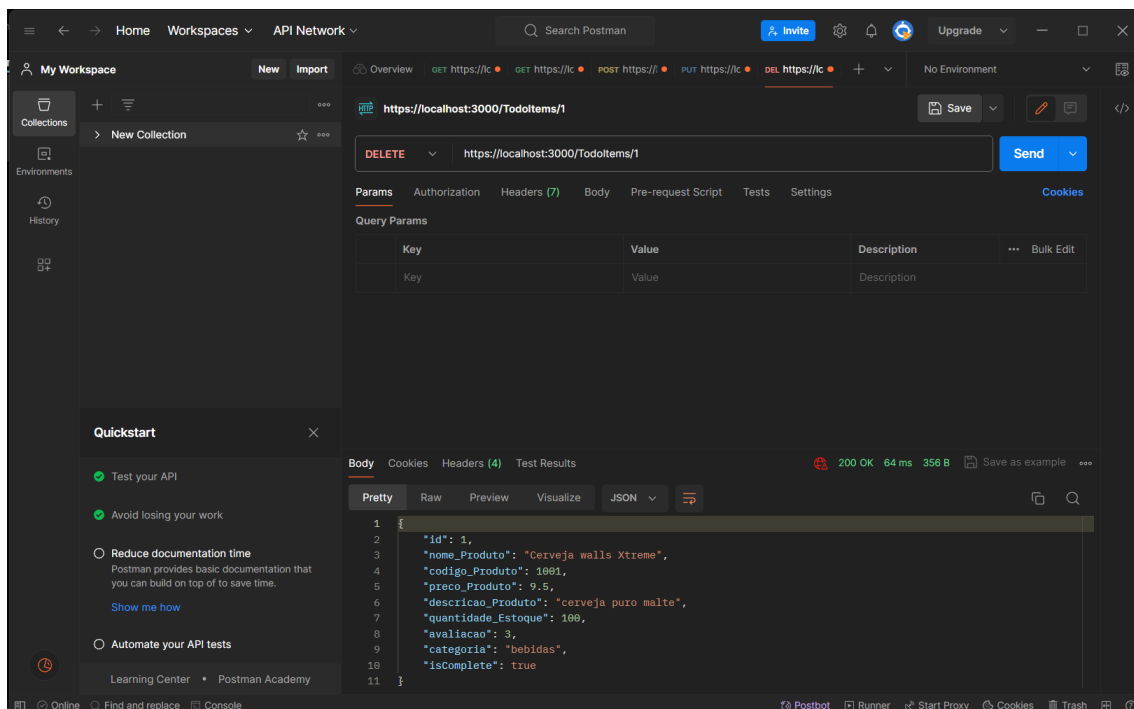 Home Workspaces API Network Search Postman Invite Upgrade
My Workspace New Import Overview GET https://lc GET https://lc POST https://l PUT https://lc DEL https://lc No Environment
Collections
Environments
History
New Collection
HTTP https://localhost:3000/TodoItems/1 Save
DELETE https://localhost:3000/TodoItems/1 Send
Params Authorization Headers (7) Body Pre-request Script Tests Settings Cookies
Query Params
Key Value Description Bulk Edit
Key Value Description
Quickstart
Test your API
Avoid losing your work
Reduce documentation time
Postman provides basic documentation that
you can build on top of to save time.
Show me how
Automate your API tests
Learning Center • Postman Academy
Body Cookies Headers (4) Test Results 200 OK 64 ms 356 B Save as example
Pretty Raw Preview Visualize JSON
1 {
2 "id": 1,
3 "nome_Produto": "Cerveja walls Xtreme",
4 "codigo_Produto": 1001,
5 "preco_Produto": 9.5,
6 "descricao_Produto": "cerveja puro malte",
7 "quantidade_Estoque": 100,
8 "avaliacao": 3,
9 "categoria": "bebidas",
10 "isComplete": true
11 }
Online Find and replace Console Postbot Runner Start Proxy Cookies Trash